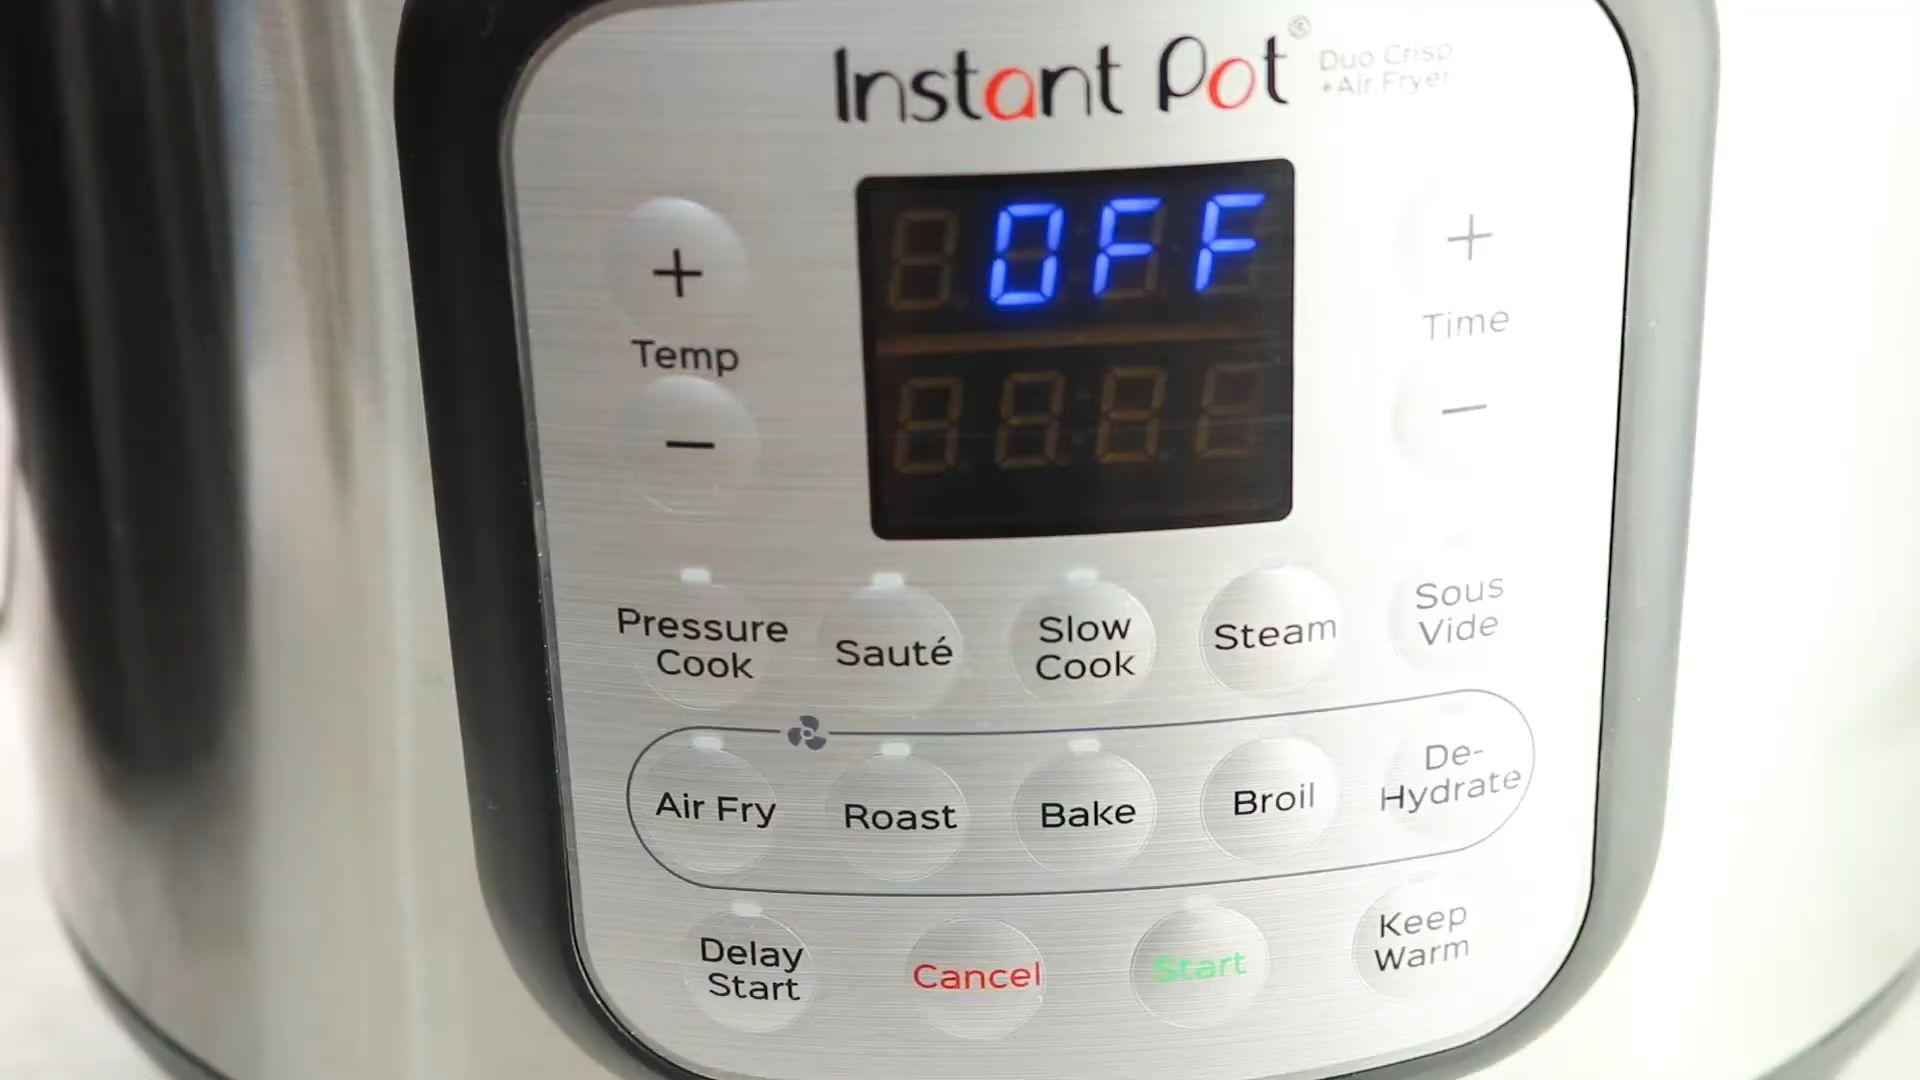 Instant Pot®
Duo Crisp
+Air Fryer
OFF
+
+
Temp
Time
−
−
Pressure
Cook
Sauté
Slow
Cook
Steam
Sous
Vide
Air Fry
Roast
Bake
Broil
De-
Hydrate
Delay
Start
Cancel
Start
Keep
Warm